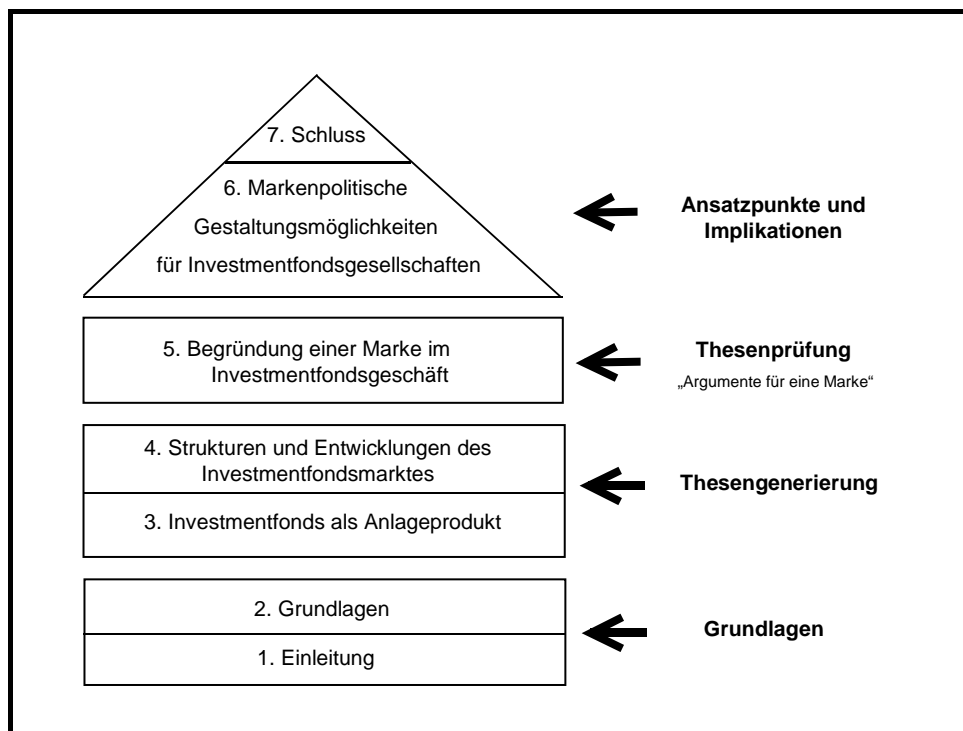 7. Schluss
6. Markenpolitische
Gestaltungsmöglichkeiten
für Investmentfondsgesellschaften
Ansatzpunkte und
Implikationen
5. Begründung einer Marke im
Investmentfondsgeschäft
Thesenprüfung
„Argumente für eine Marke“
4. Strukturen und Entwicklungen des
Investmentfondsmarktes
3. Investmentfonds als Anlageprodukt
Thesengenerierung
2. Grundlagen
1. Einleitung
Grundlagen